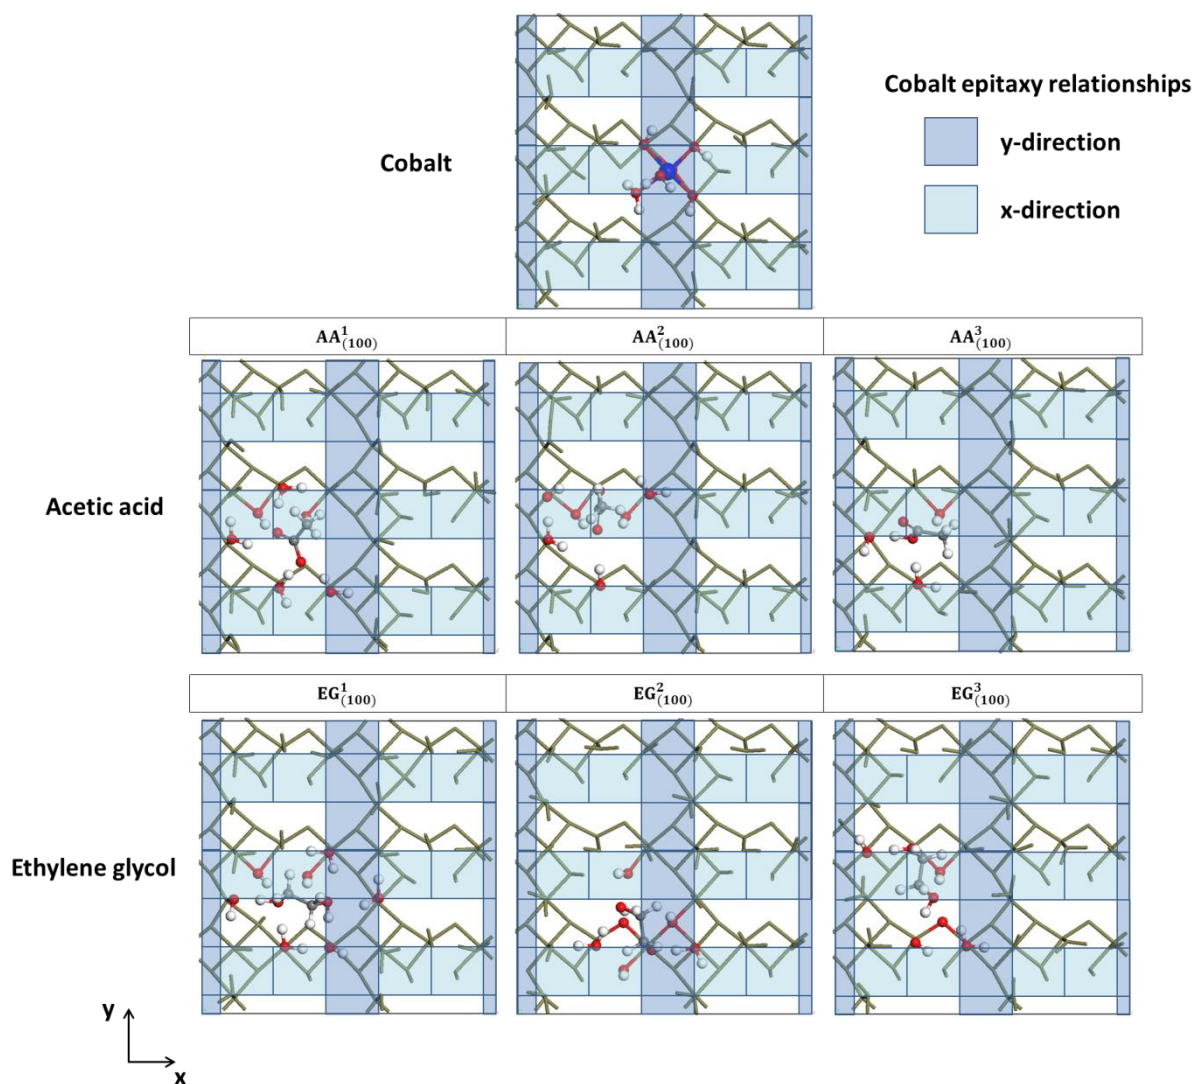 Cobalt epitaxy relationships
Cobalt
y-direction
x-direction
AA¹₍₁₀₀₎ AA²₍₁₀₀₎ AA³₍₁₀₀₎
Acetic acid
EG¹₍₁₀₀₎ EG²₍₁₀₀₎ EG³₍₁₀₀₎
Ethylene glycol
y
x